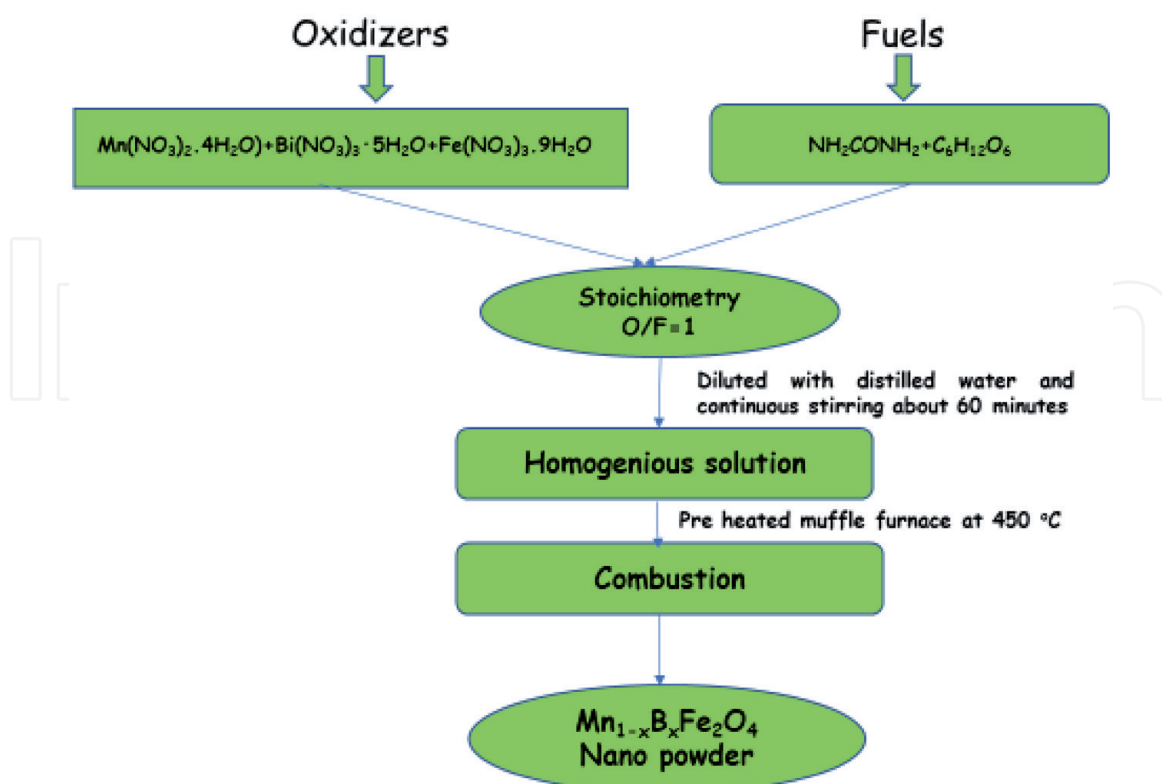 Oxidizers
Fuels
Mn(NO₃)₂.4H₂O)+Bi(NO₃)₃·5H₂O+Fe(NO₃)₃.9H₂O
NH₂CONH₂+C₆H₁₂O₆
Stoichiometry
O/F=1
Diluted with distilled water and
continuous stirring about 60 minutes
Homogenious solution
Pre heated muffle furnace at 450 °C
Combustion
Mn₁₋ₓBₓFe₂O₄
Nano powder